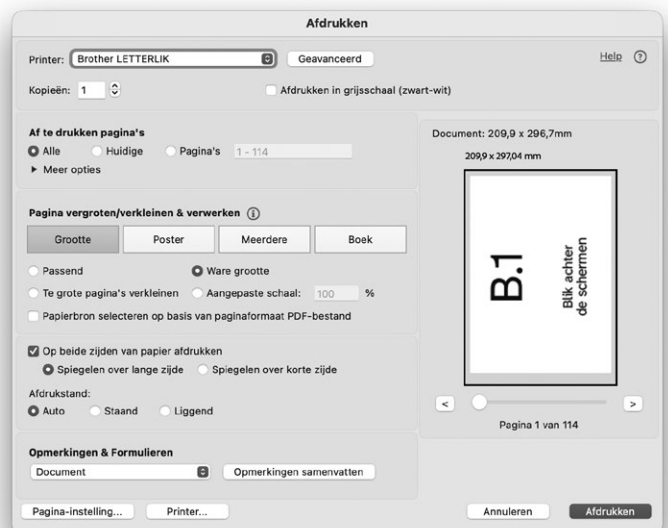 Afdrukken
Printer: Brother LETTERLIK Geavanceerd Help ?
Kopieën: 1 Afdrukken in grijsschaal (zwart-wit)
Af te drukken pagina's
Alle Huidige Pagina's 1 - 114
Meer opties
Pagina vergroten/verkleinen & verwerken i
Grootte Poster Meerdere Boek
Passend Ware grootte
Te grote pagina's verkleinen Aangepaste schaal: 100 %
Papierbron selecteren op basis van paginaformaat PDF-bestand
Op beide zijden van papier afdrukken
Spiegelen over lange zijde Spiegelen over korte zijde
Afdrukstand:
Auto Staand Liggend
Opmerkingen & Formulieren
Document Opmerkingen samenvatten
Document: 209,9 x 296,7mm
209,9 x 297,04 mm
B.1
Blik achter
de schermen
< >
Pagina 1 van 114
Pagina-instelling... Printer... Annuleren Afdrukken